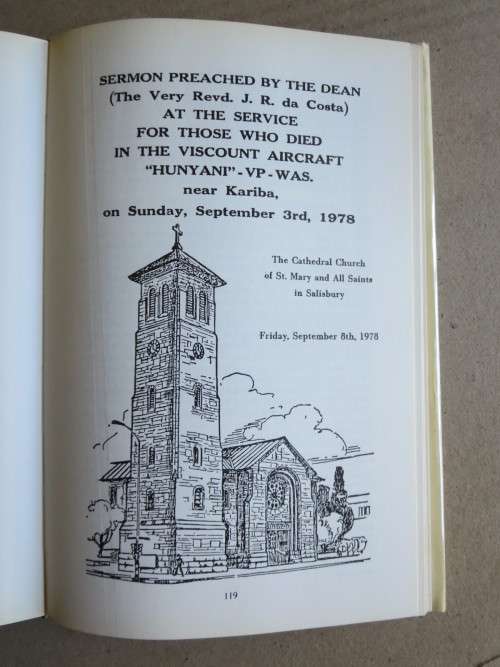 SERMON PREACHED BY THE DEAN
(The Very Revd. J. R. da Costa)
AT THE SERVICE
FOR THOSE WHO DIED
IN THE VISCOUNT AIRCRAFT
"HUNYANI" - VP - WAS.
near Kariba,
on Sunday, September 3rd, 1978
The Cathedral Church
of St. Mary and All Saints
in Salisbury
Friday, September 8th, 1978
119